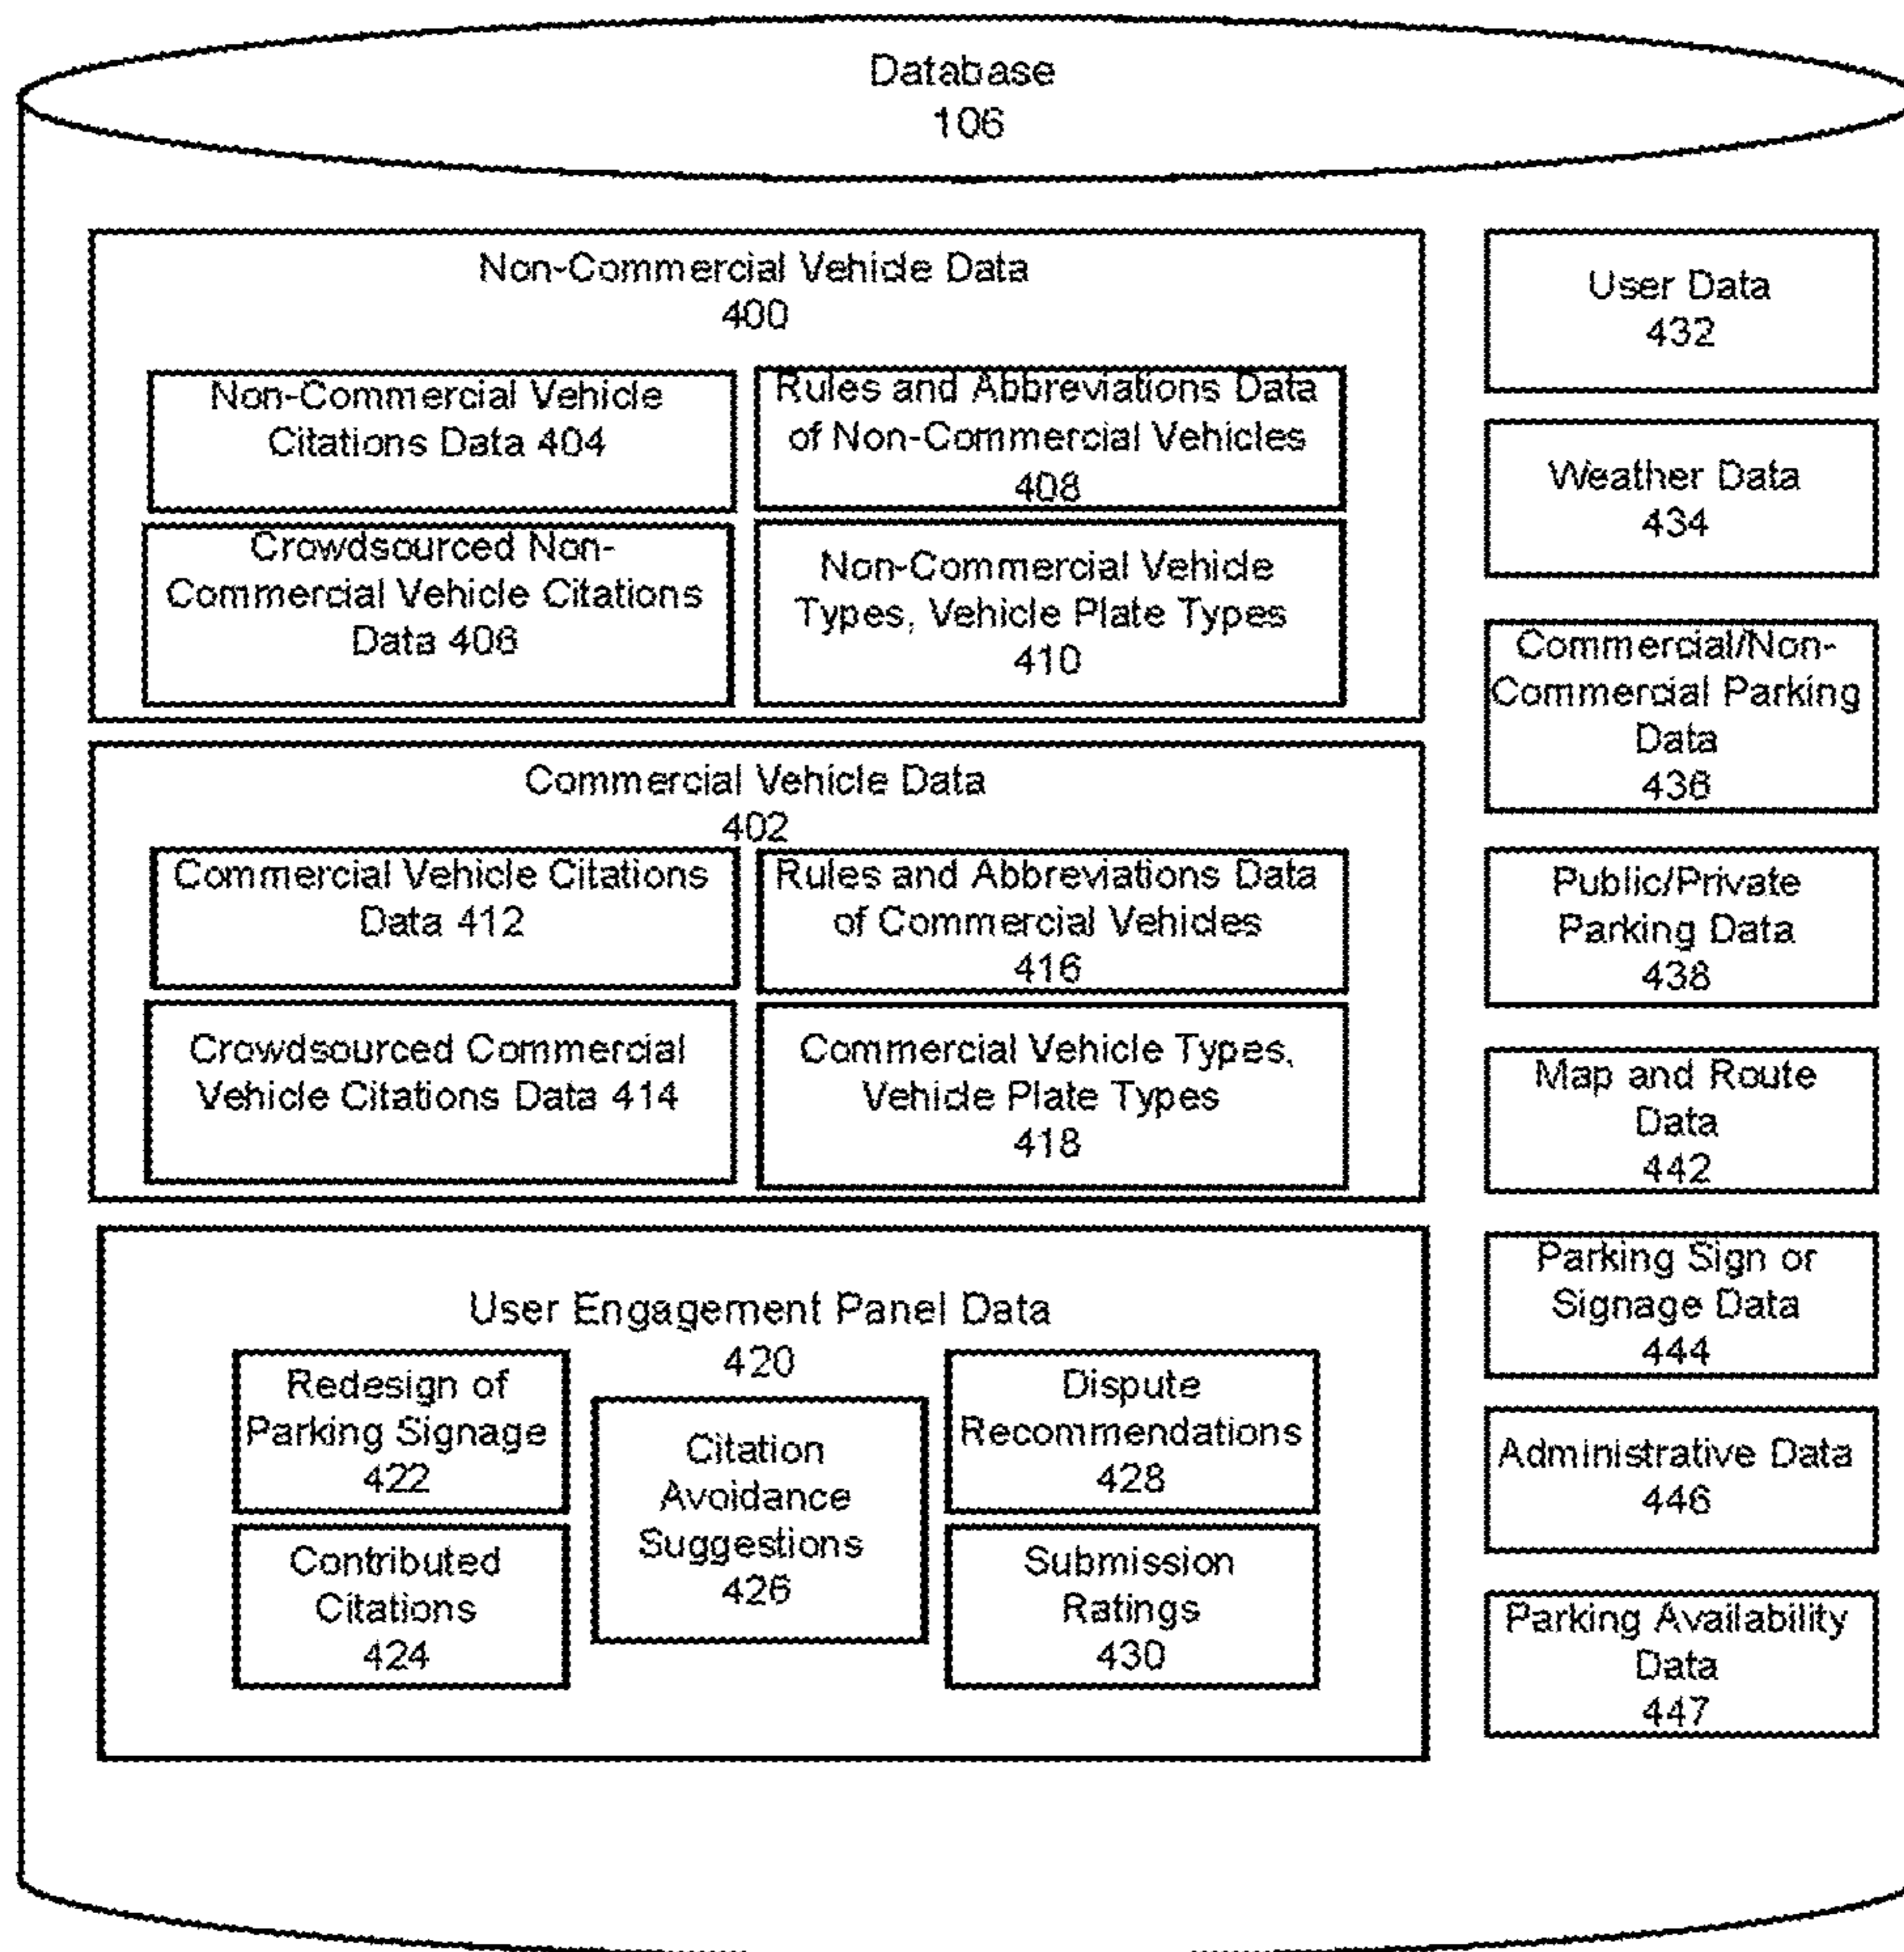 Database
106
Non-Commercial Vehicle Data
400
Non-Commercial Vehicle
Citations Data 404
Rules and Abbreviations Data
of Non-Commercial Vehicles
408
Crowdsourced Non-
Commercial Vehicle Citations
Data 406
Non-Commercial Vehicle
Types, Vehicle Plate Types
410
Commercial Vehicle Data
402
Commercial Vehicle Citations
Data 412
Rules and Abbreviations Data
of Commercial Vehicles
416
Crowdsourced Commercial
Vehicle Citations Data 414
Commercial Vehicle Types,
Vehicle Plate Types
418
User Engagement Panel Data
420
Redesign of
Parking Signage
422
Contributed
Citations
424
Citation
Avoidance
Suggestions
426
Dispute
Recommendations
428
Submission
Ratings
430
User Data
432
Weather Data
434
Commercial/Non-
Commercial Parking
Data
436
Public/Private
Parking Data
438
Map and Route
Data
442
Parking Sign or
Signage Data
444
Administrative Data
446
Parking Availability
Data
447